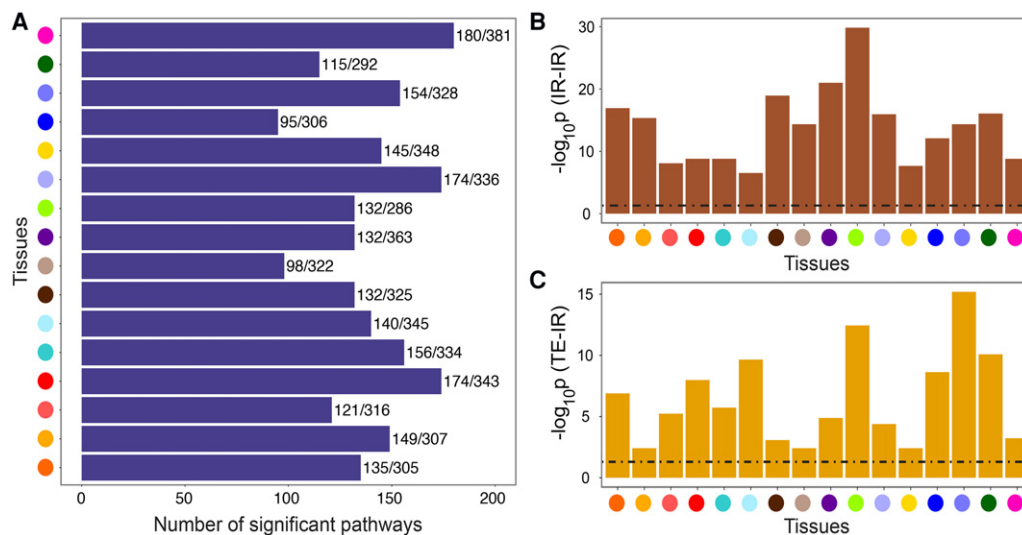 A
Tissues
180/381
115/292
154/328
95/306
145/348
174/336
132/286
132/363
98/322
132/325
140/345
156/334
174/343
121/316
149/307
135/305
0 50 100 150 200
Number of significant pathways
B
-log10p (IR-IR)
30
20
10
0
Tissues
C
-log10p (TE-IR)
15
10
5
0
Tissues